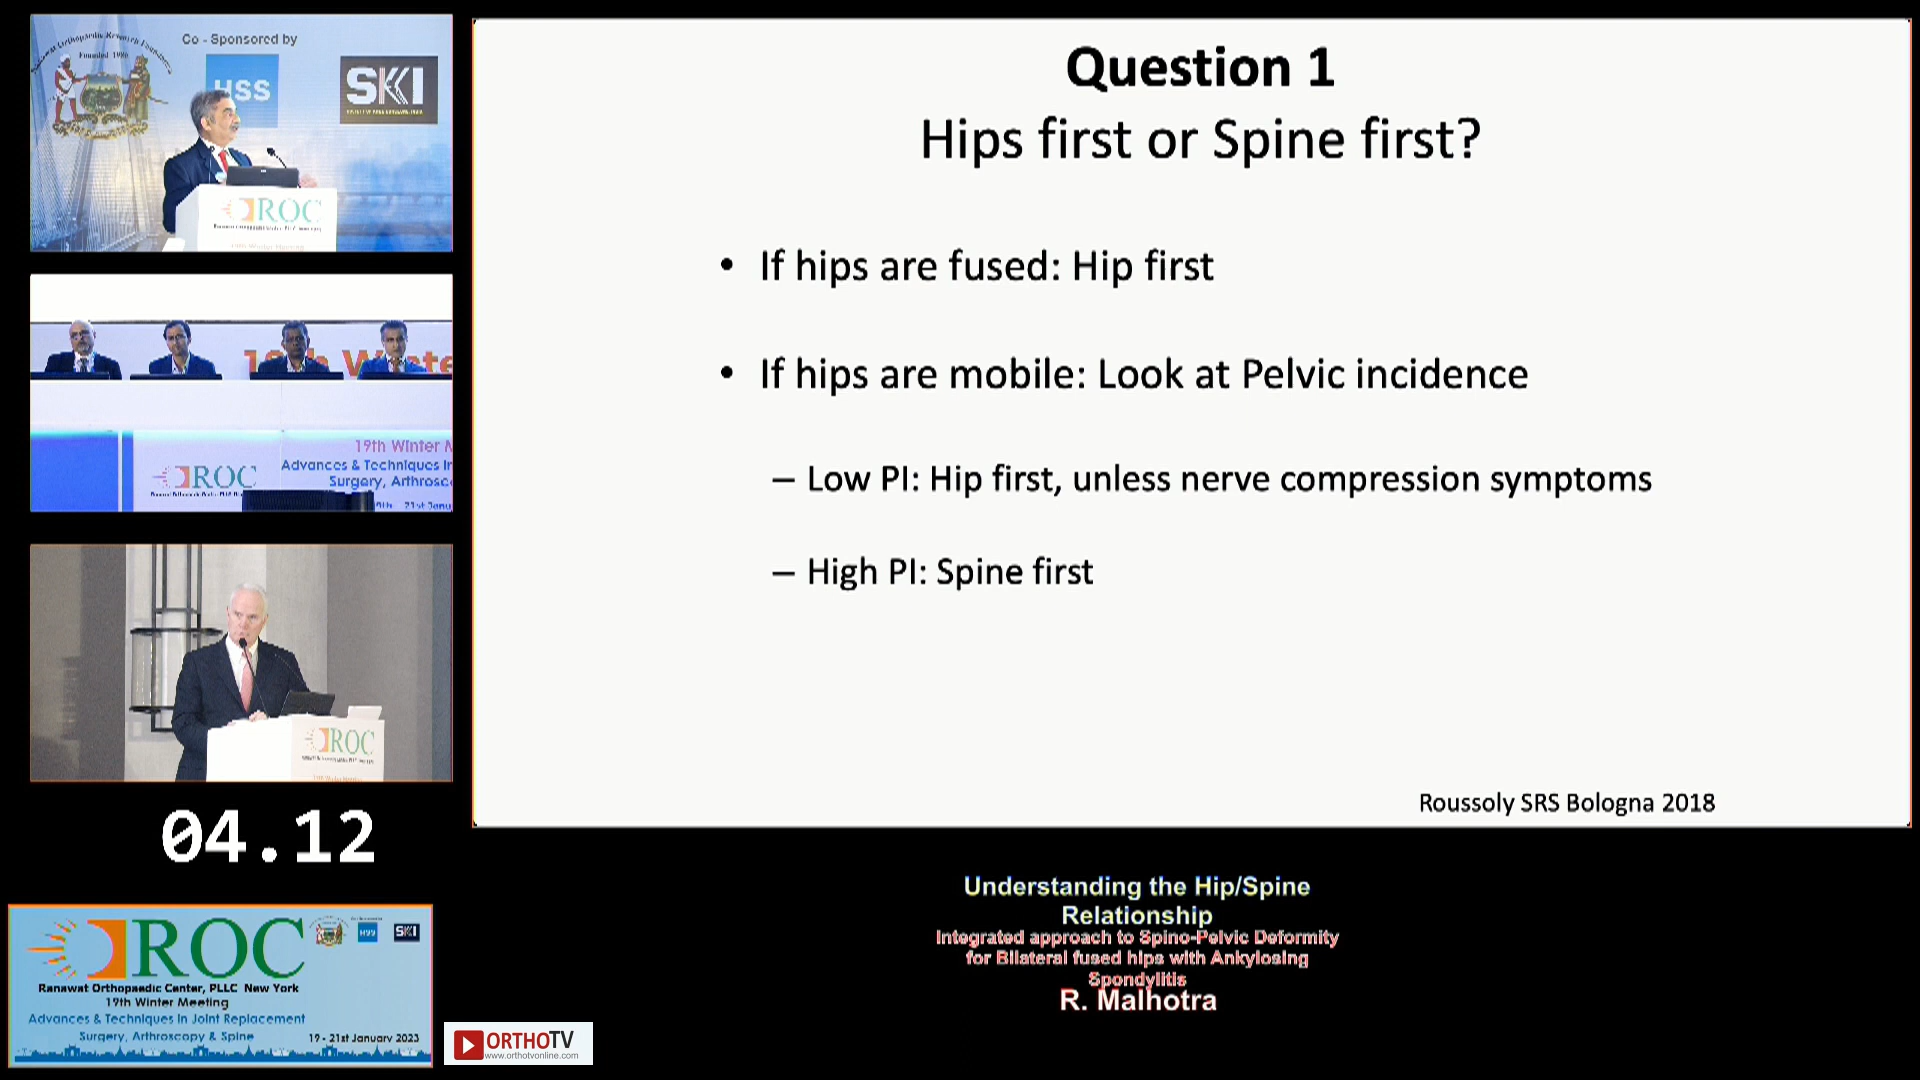 Co - Sponsored by
HSS
SKI
ROC
Question 1
Hips first or Spine first?
• If hips are fused: Hip first
• If hips are mobile: Look at Pelvic incidence
– Low PI: Hip first, unless nerve compression symptoms
– High PI: Spine first
Roussoly SRS Bologna 2018
19th Winter M
ROC
Advances & Techniques in
Surgery, Arthrosc
ROC
04.12
ROC
HSS
SKI
Ranawat Orthopaedic Center, PLLC New York
19th Winter Meeting
Advances & Techniques in Joint Replacement
Surgery, Arthroscopy & Spine
19 - 21st January 2023
ORTHOTV
www.orthotvonline.com
Understanding the Hip/Spine
Relationship
Integrated approach to Spino-Pelvic Deformity
for Bilateral fused hips with Ankylosing
Spondylitis
R. Malhotra